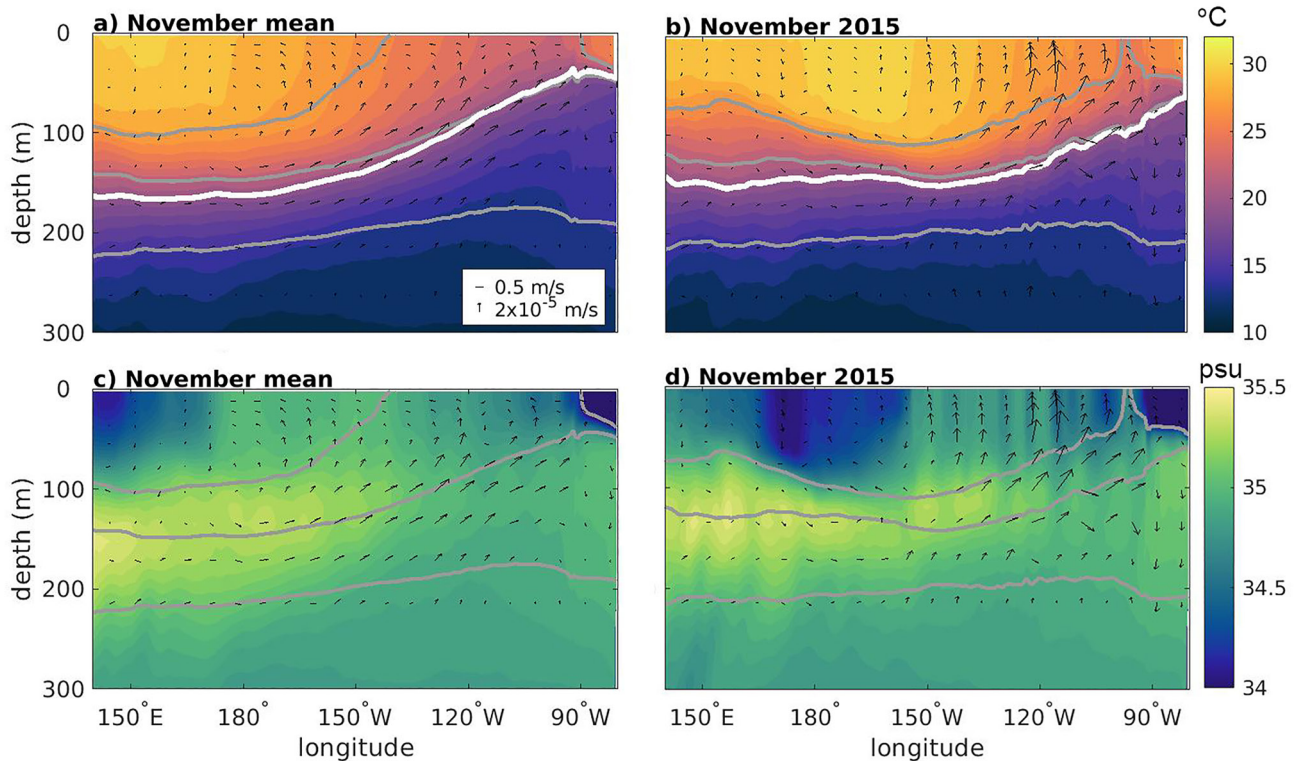 a) November mean
b) November 2015
°C
0
100
200
300
depth (m)
0.5 m/s
2x10-5 m/s
30
25
20
15
10
c) November mean
d) November 2015
psu
0
100
200
300
depth (m)
35.5
35
34.5
34
150°E 180° 150°W 120°W 90°W
150°E 180° 150°W 120°W 90°W
longitude
longitude